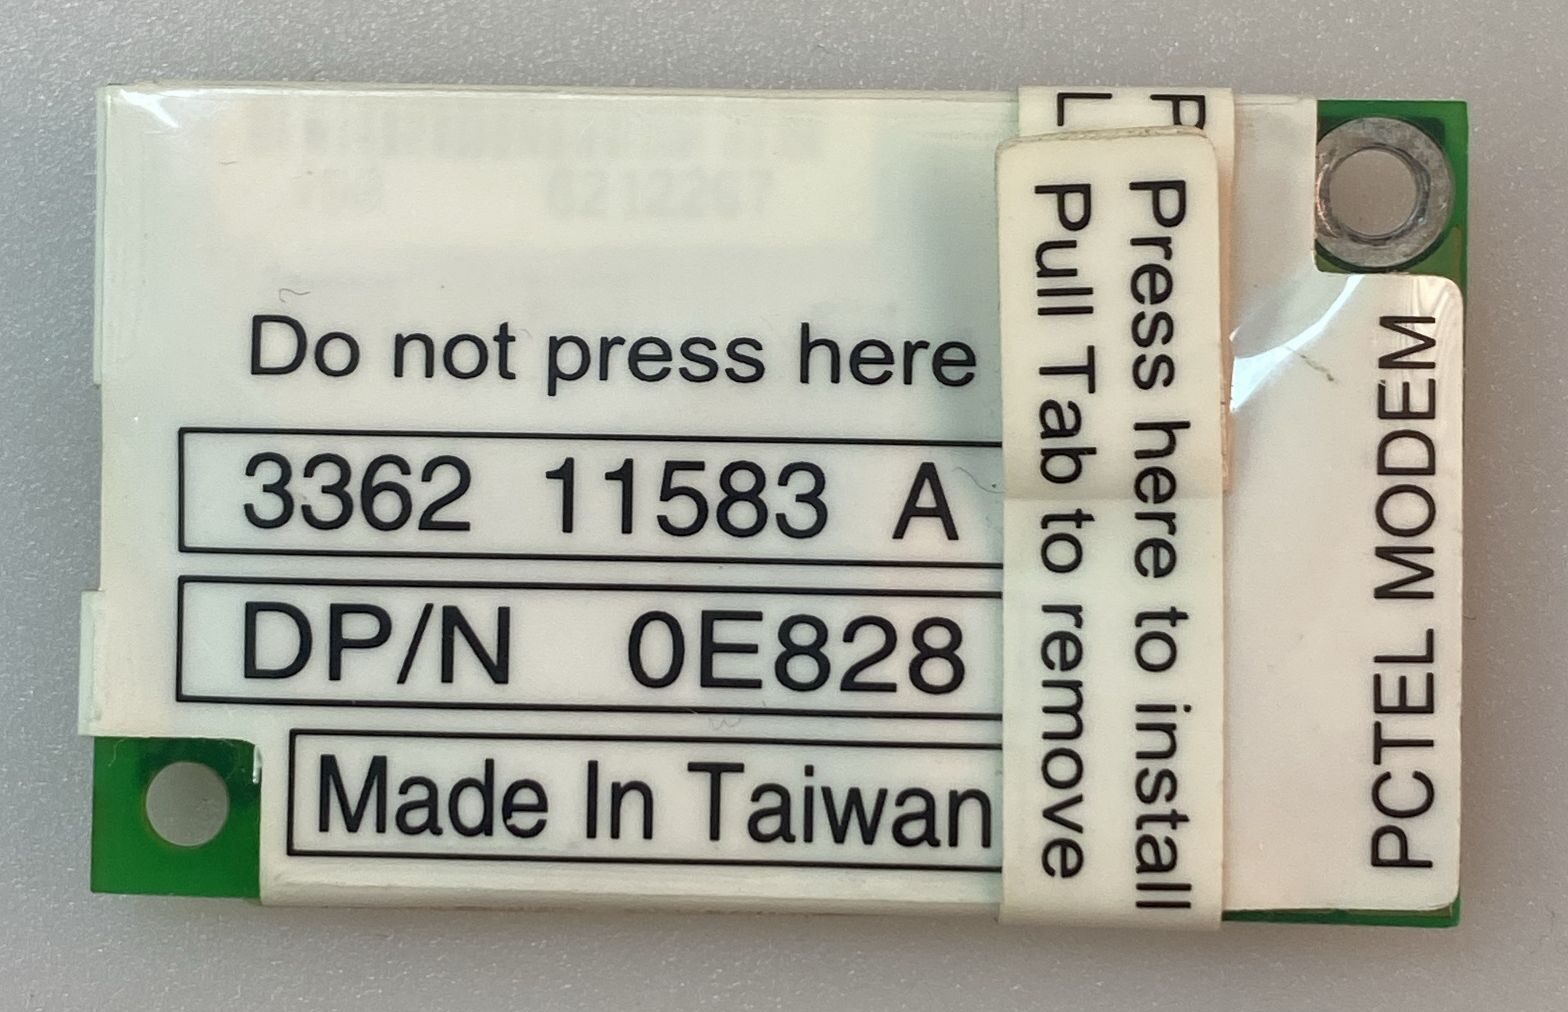 Do not press here
3362 11583 A
DP/N 0E828
Made In Taiwan
Press here to install
Pull Tab to remove
PCTEL MODEM